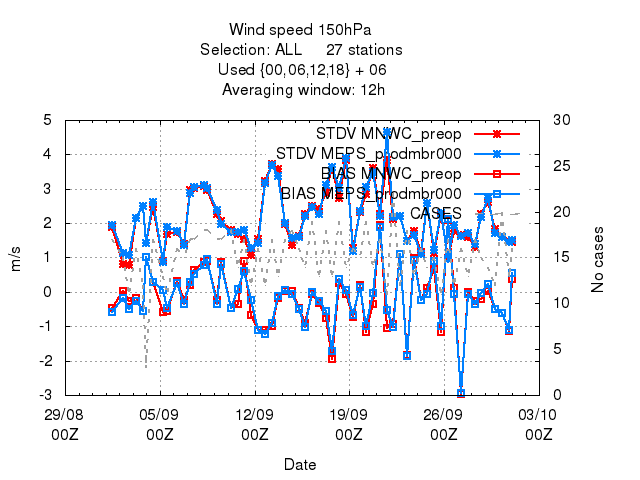 Wind speed 150hPa
Selection: ALL 27 stations
Used {00,06,12,18} + 06
Averaging window: 12h
5 30
STDV MNWC_preop
4 STDV MEPS_prodmbr000 25
BIAS MNWC_preop
3 BIAS MEPS_prodmbr000
CASES 20
2
1 15
m/s No cases
0
10
-1
5
-2
-3 0
29/08 05/09 12/09 19/09 26/09 03/10
00Z 00Z 00Z 00Z 00Z 00Z
Date